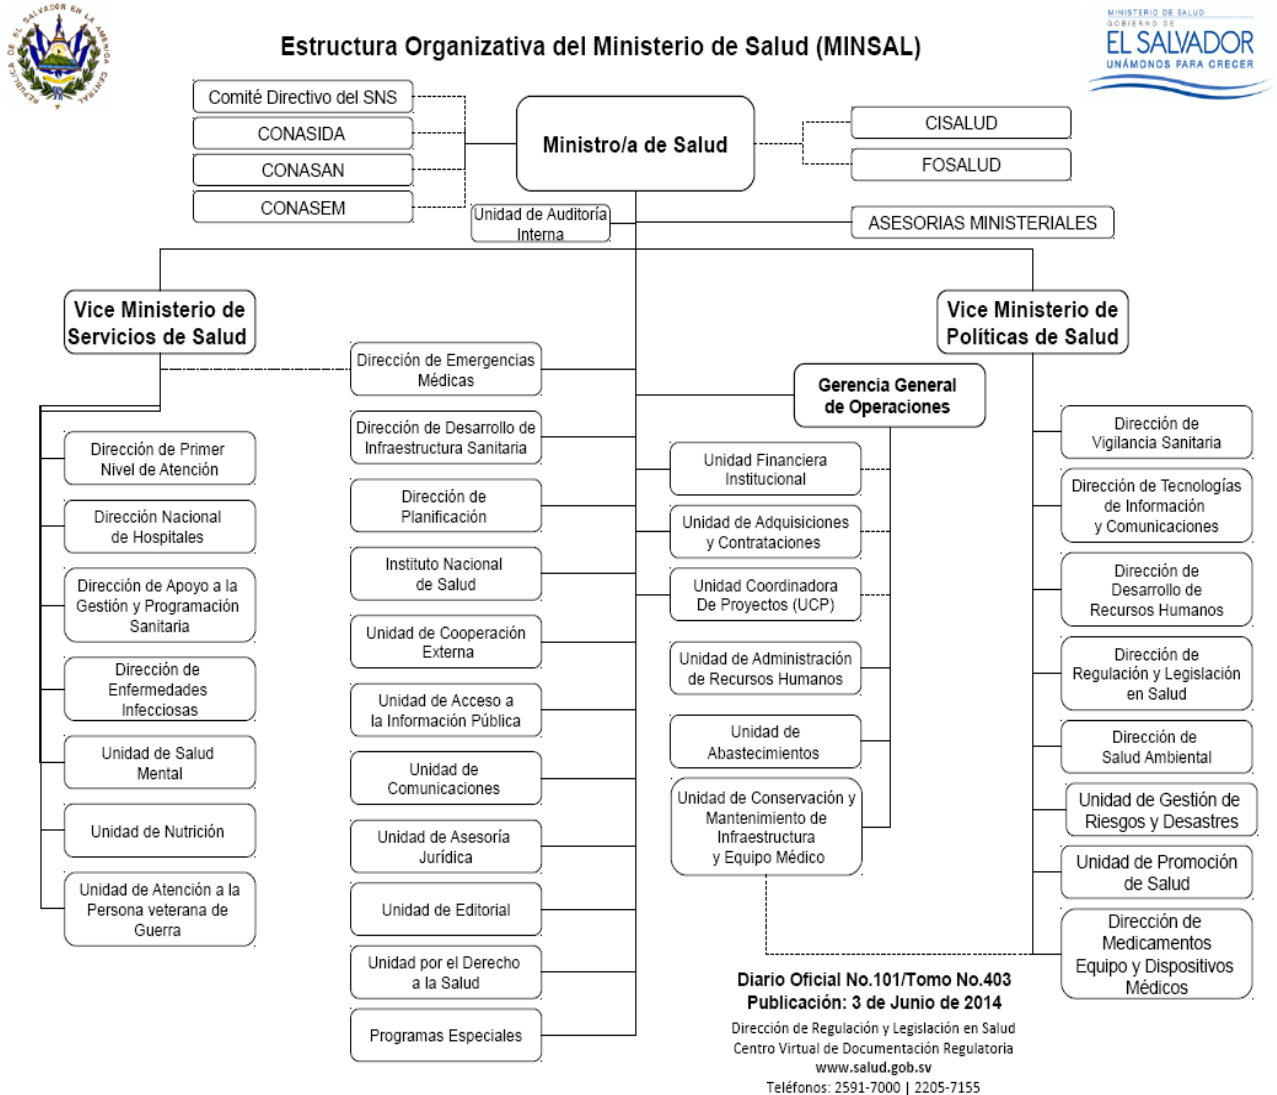 REPUBLICA DE EL SALVADOR EN LA AMERICA CENTRAL
Estructura Organizativa del Ministerio de Salud (MINSAL)
MINISTERIO DE SALUD
GOBIERNO DE
EL SALVADOR
UNÁMONOS PARA CRECER
Comité Directivo del SNS
CONASIDA
CONASAN
CONASEM
Ministro/a de Salud
CISALUD
FOSALUD
Unidad de Auditoría
Interna
ASESORIAS MINISTERIALES
Vice Ministerio de
Servicios de Salud
Dirección de Primer
Nivel de Atención
Dirección Nacional
de Hospitales
Dirección de Apoyo a la
Gestión y Programación
Sanitaria
Dirección de
Enfermedades
Infecciosas
Unidad de Salud
Mental
Unidad de Nutrición
Unidad de Atención a la
Persona veterana de
Guerra
Dirección de Emergencias
Médicas
Dirección de Desarrollo de
Infraestructura Sanitaria
Dirección de
Planificación
Instituto Nacional
de Salud
Unidad de Cooperación
Externa
Unidad de Acceso a
la Información Pública
Unidad de
Comunicaciones
Unidad de Asesoría
Jurídica
Unidad de Editorial
Unidad por el Derecho
a la Salud
Programas Especiales
Gerencia General
de Operaciones
Unidad Financiera
Institucional
Unidad de Adquisiciones
y Contrataciones
Unidad Coordinadora
De Proyectos (UCP)
Unidad de Administración
de Recursos Humanos
Unidad de
Abastecimientos
Unidad de Conservación y
Mantenimiento de
Infraestructura
y Equipo Médico
Vice Ministerio de
Políticas de Salud
Dirección de
Vigilancia Sanitaria
Dirección de Tecnologías
de Información
y Comunicaciones
Dirección de
Desarrollo de
Recursos Humanos
Dirección de
Regulación y Legislación
en Salud
Dirección de
Salud Ambiental
Unidad de Gestión de
Riesgos y Desastres
Unidad de Promoción
de Salud
Dirección de
Medicamentos
Equipo y Dispositivos
Médicos
Diario Oficial No.101/Tomo No.403
Publicación: 3 de Junio de 2014
Dirección de Regulación y Legislación en Salud
Centro Virtual de Documentación Regulatoria
www.salud.gob.sv
Teléfonos: 2591-7000 | 2205-7155